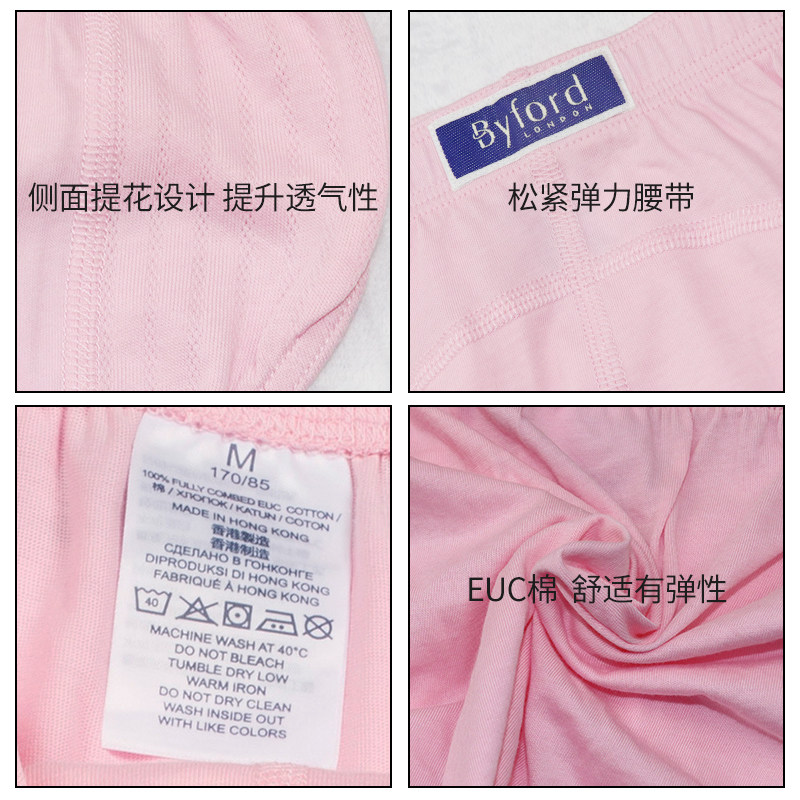 侧面提花设计 提升透气性
Byford
LONDON
松紧弹力腰带
M
170/85
100% FULLY COMBED EUC COTTON /
棉 / ХЛОПОК / KATUN / COTON
MADE IN HONG KONG
香港製造
香港制造
СДЕЛАНО В ГОНКОНГЕ
DIPRODUKSI DI HONG KONG
FABRIQUÉ À HONG KONG
40
MACHINE WASH AT 40°C
DO NOT BLEACH
TUMBLE DRY LOW
WARM IRON
DO NOT DRY CLEAN
WASH INSIDE OUT
WITH LIKE COLORS
EUC棉 舒适有弹性